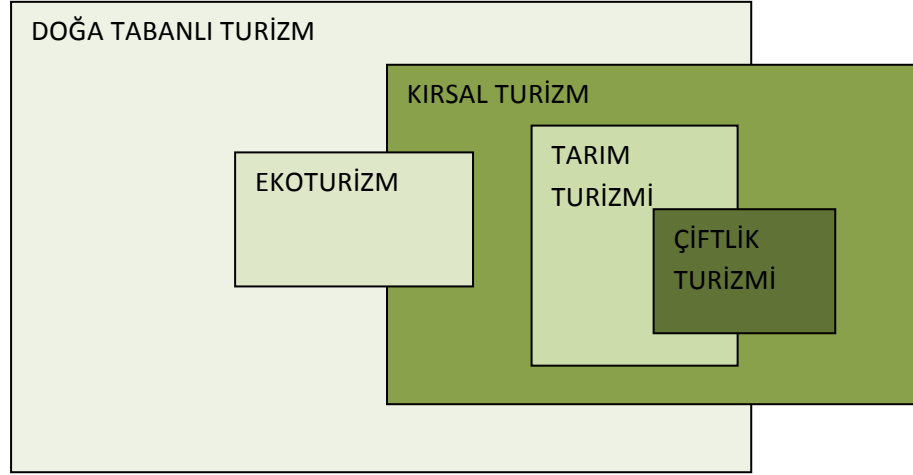 DOĞA TABANLI TURİZM
KIRSAL TURİZM
EKOTURİZM
TARIM
TURİZMİ
ÇİFTLİK
TURİZMİ